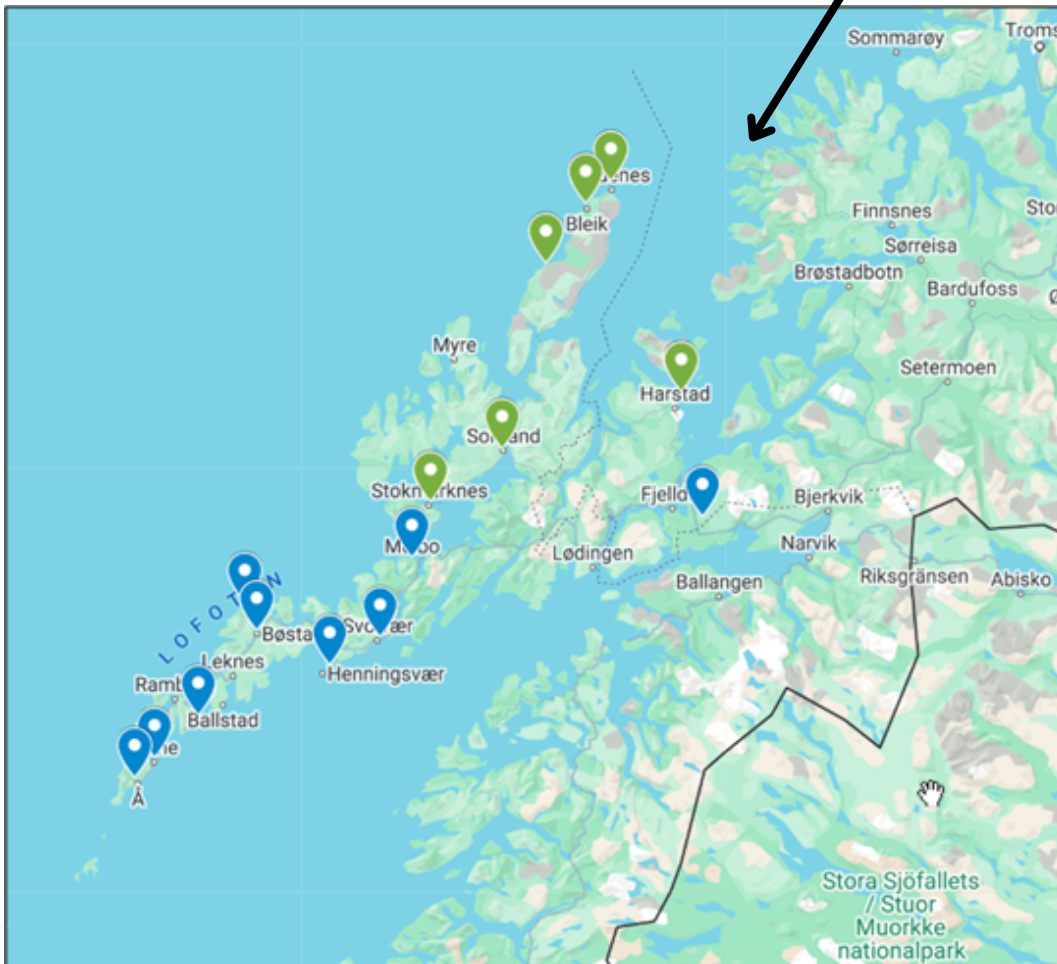 Sommarøy
Troms
Bleik
Finnsnes
Sto
Sørreisa
Brøstadbotn
Bardufoss
Myre
Setermoen
Harstad
Bjerkvik
Lødingen
Narvik
Ballangen
Riksgränsen
Abisko
LOFOTEN
Leknes
Henningsvær
Ballstad
Å
Stora Sjöfallets
/ Stuor
Muorkke
nationalpark